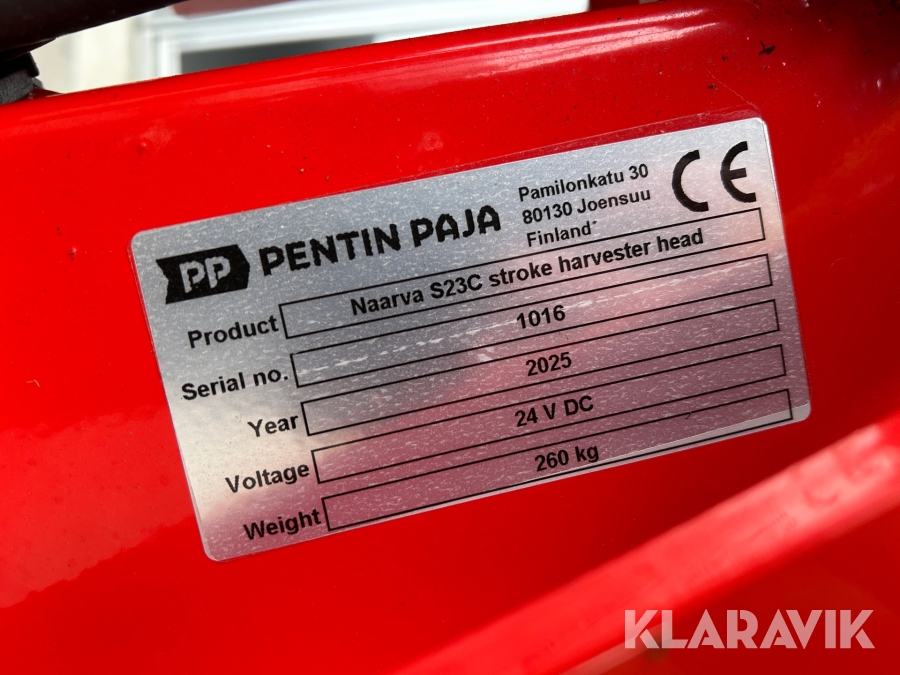 PP PENTIN PAJA
Pamilonkatu 30
80130 Joensuu
Finland
CE
Product Naarva S23C stroke harvester head
Serial no. 1016
Year 2025
Voltage 24 V DC
Weight 260 kg
KLARAVIK